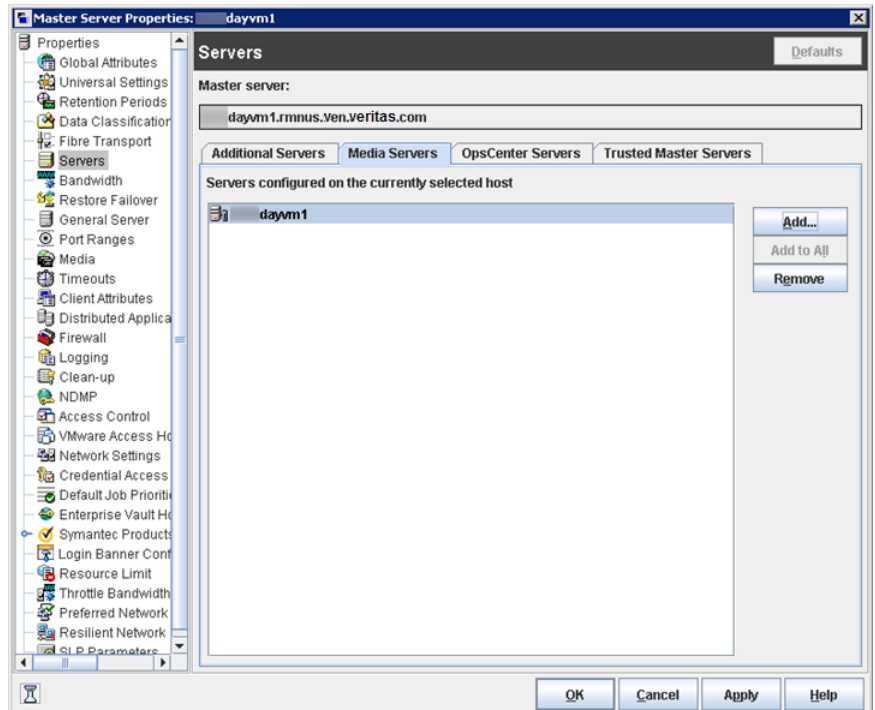 Master Server Properties: dayvm1
Properties
Global Attributes
Universal Settings
Retention Periods
Data Classification
Fibre Transport
Servers
Bandwidth
Restore Failover
General Server
Port Ranges
Media
Timeouts
Client Attributes
Distributed Applica
Firewall
Logging
Clean-up
NDMP
Access Control
VMware Access Ho
Network Settings
Credential Access
Default Job Prioriti
Enterprise Vault Ho
Symantec Products
Login Banner Conf
Resource Limit
Throttle Bandwidth
Preferred Network
Resilient Network
SLP Parameters
Servers
Defaults
Master server:
dayvm1.rmnus.ven.veritas.com
Additional Servers
Media Servers
OpsCenter Servers
Trusted Master Servers
Servers configured on the currently selected host
dayvm1
Add...
Add to All
Remove
OK
Cancel
Apply
Help